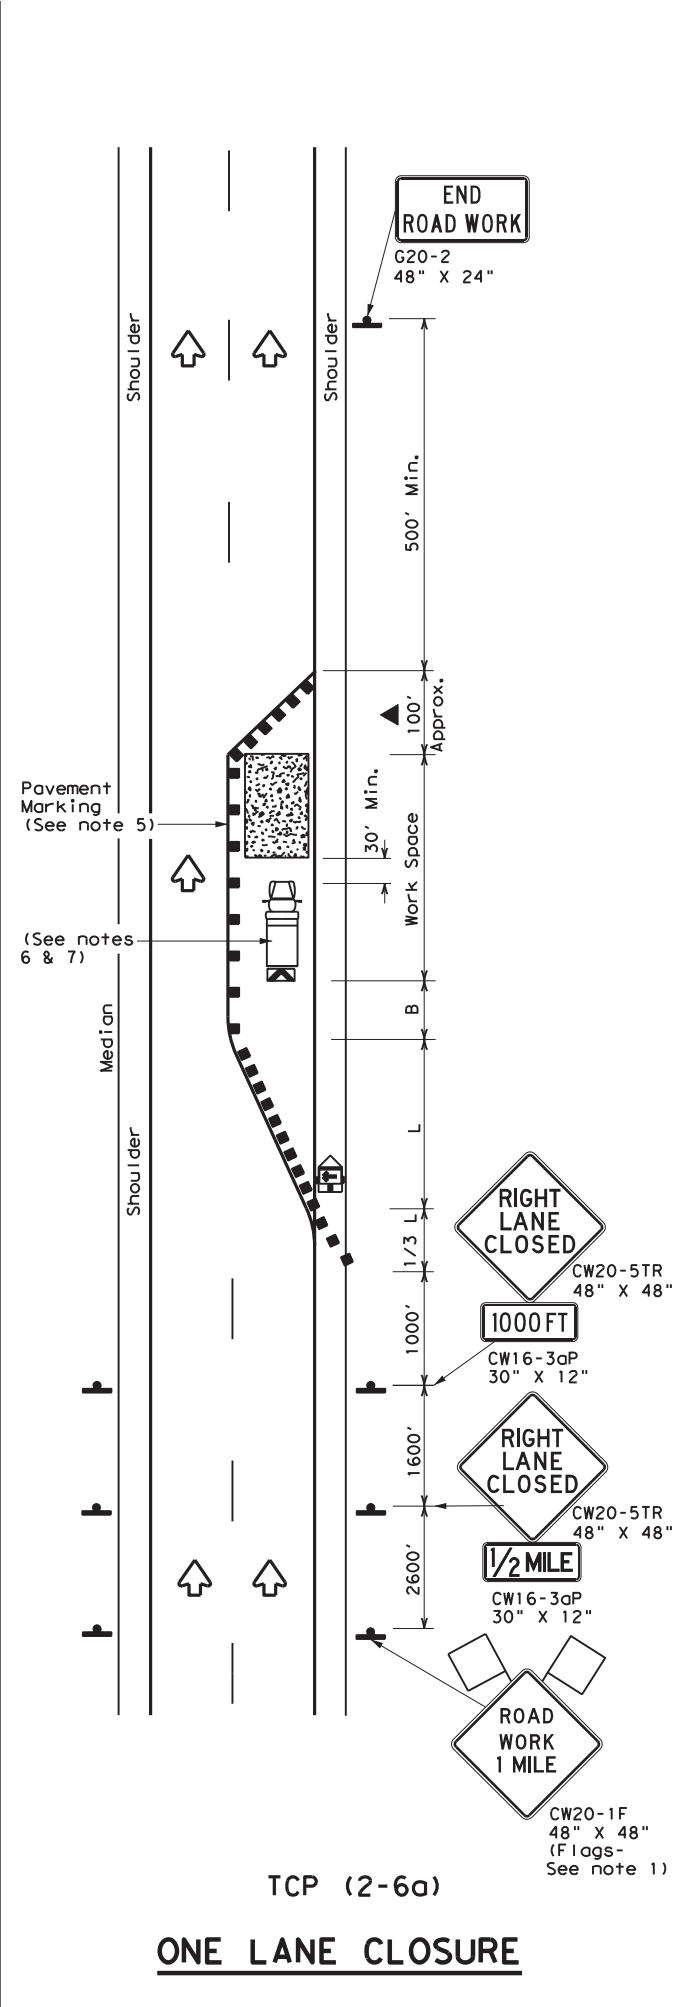 END
ROAD WORK
G20-2
48" X 24"
Shoulder
Shoulder
500' Min.
100'
Approx.
Pavement
Marking
(See note 5)
30' Min.
Work Space
(See notes
6 & 7)
B
Median
L
Shoulder
RIGHT
LANE
CLOSED
1/3 L
CW20-5TR
48" X 48"
1000 FT
1000'
CW16-3aP
30" X 12"
RIGHT
LANE
CLOSED
1600'
CW20-5TR
48" X 48"
1/2 MILE
2600'
CW16-3aP
30" X 12"
ROAD
WORK
1 MILE
CW20-1F
48" X 48"
(Flags-
See note 1)
TCP (2-6a)
ONE LANE CLOSURE